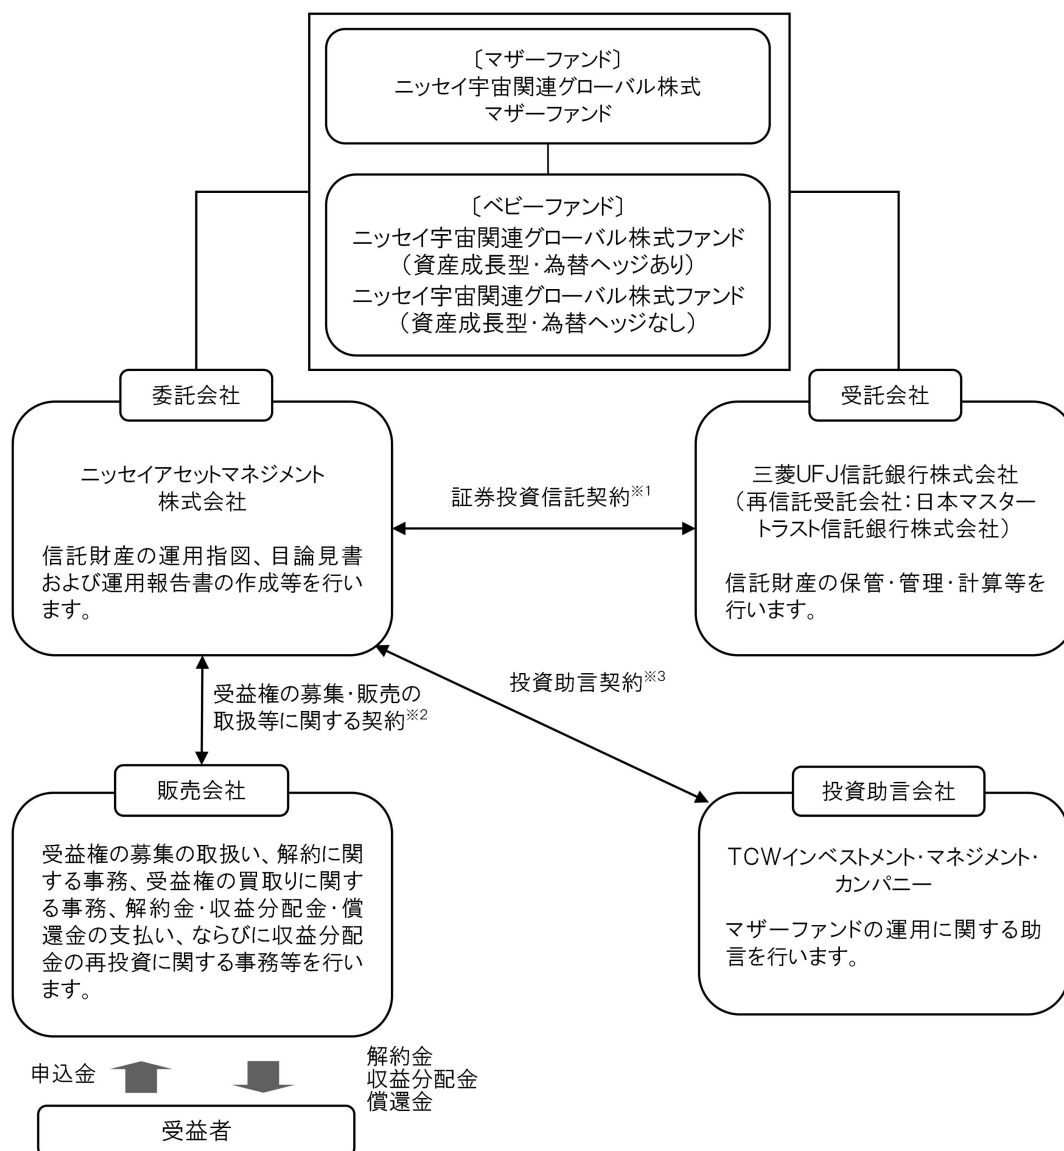 〔マザーファンド〕
ニッセイ宇宙関連グローバル株式
マザーファンド
〔ベビーファンド〕
ニッセイ宇宙関連グローバル株式ファンド
（資産成長型・為替ヘッジあり）
ニッセイ宇宙関連グローバル株式ファンド
（資産成長型・為替ヘッジなし）
委託会社
ニッセイアセットマネジメント
株式会社
信託財産の運用指図、目論見書
および運用報告書の作成等を行い
ます。
証券投資信託契約※1
受託会社
三菱UFJ信託銀行株式会社
（再信託受託会社：日本マスター
トラスト信託銀行株式会社）
信託財産の保管・管理・計算等を
行います。
受益権の募集・販売の
取扱等に関する契約※2
投資助言契約※3
販売会社
受益権の募集の取扱い、解約に関
する事務、受益権の買取りに関す
る事務、解約金・収益分配金・償
還金の支払い、ならびに収益分配
金の再投資に関する事務等を行い
ます。
投資助言会社
TCWインベストメント・マネジメント・
カンパニー
マザーファンドの運用に関する助
言を行います。
申込金
解約金
収益分配金
償還金
受益者